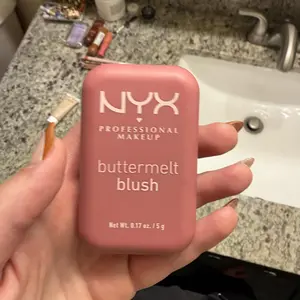 NYX
PROFESSIONAL
MAKEUP
buttermelt
blush
Net Wt. 0.17 oz. / 5 g